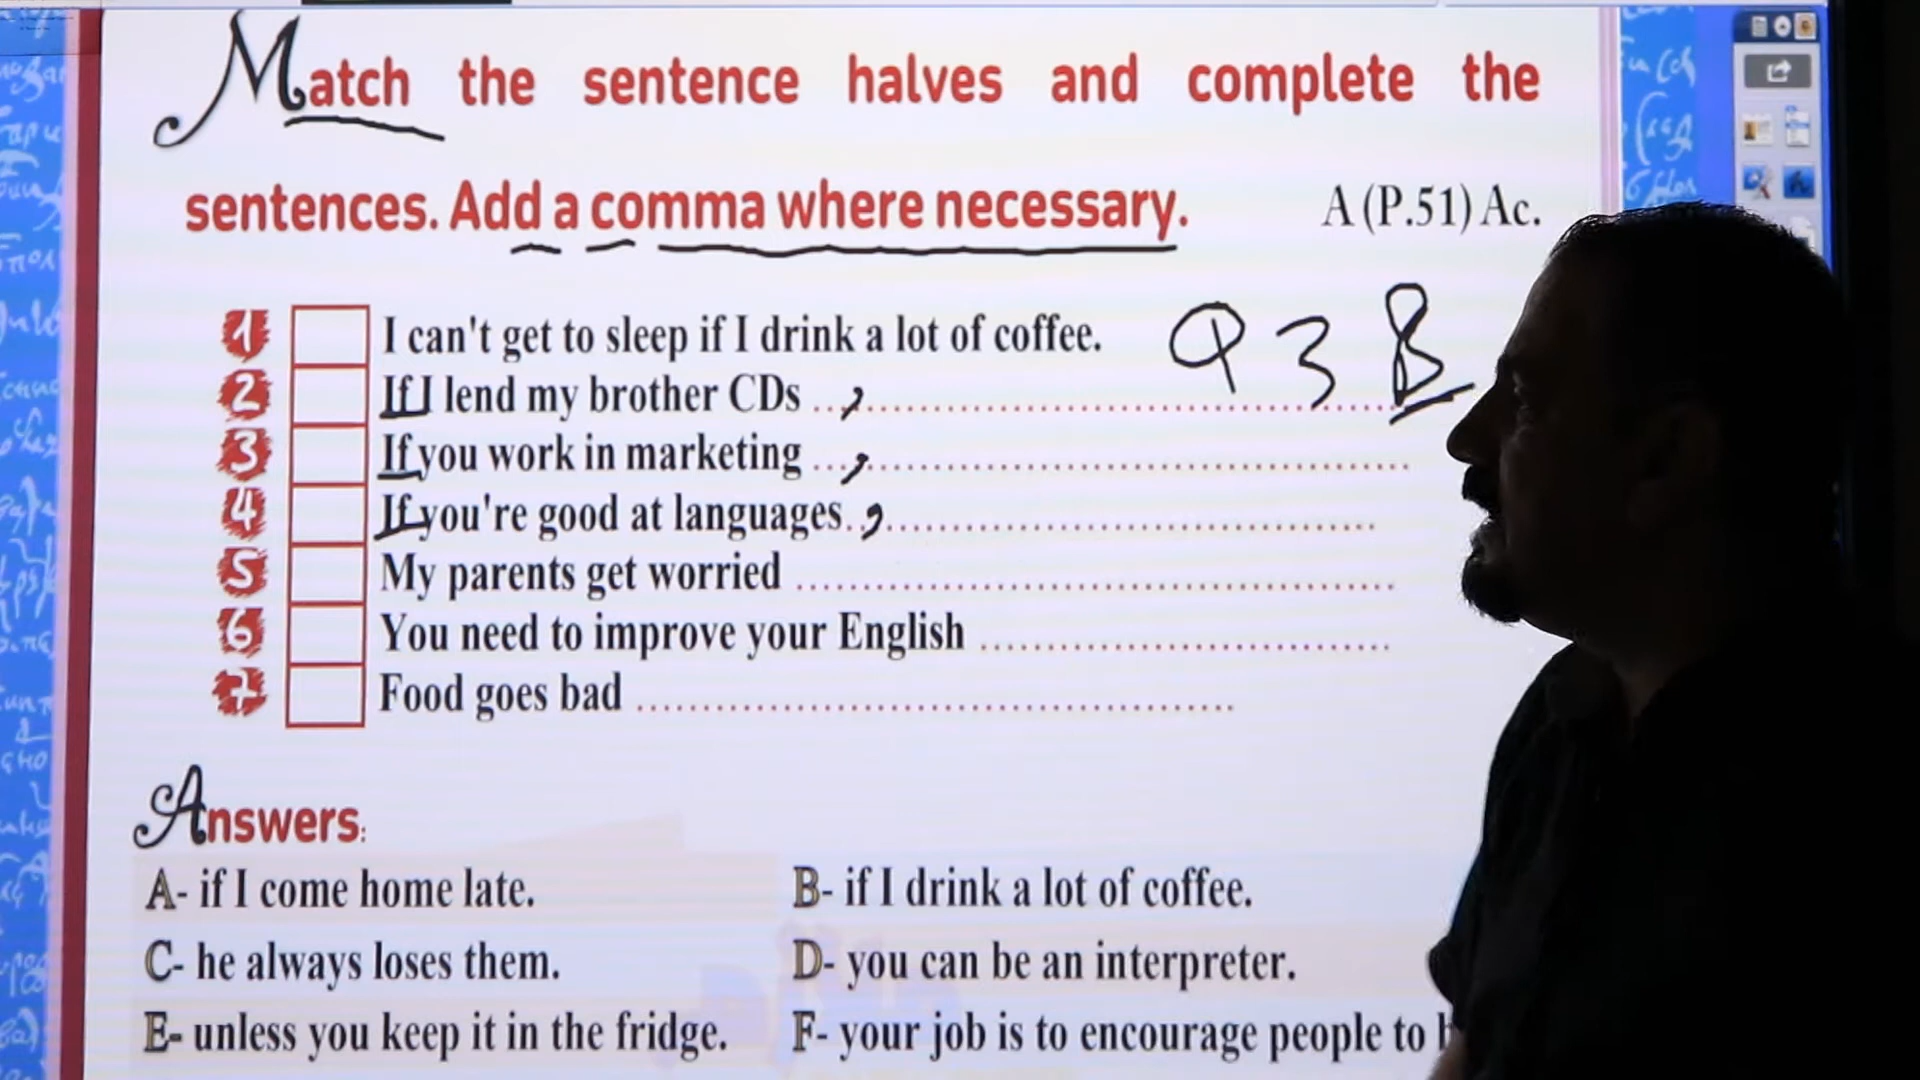 Match the sentence halves and complete the
sentences. Add a comma where necessary. A (P.51) Ac.
Q 3 B
1 I can't get to sleep if I drink a lot of coffee.
2 If I lend my brother CDs .. , ..............................
3 If you work in marketing .. , ..............................
4 If you're good at languages .. , ..............................
5 My parents get worried ..............................
6 You need to improve your English ..............................
7 Food goes bad ..............................
Answers:
A- if I come home late. B- if I drink a lot of coffee.
C- he always loses them. D- you can be an interpreter.
E- unless you keep it in the fridge. F- your job is to encourage people to